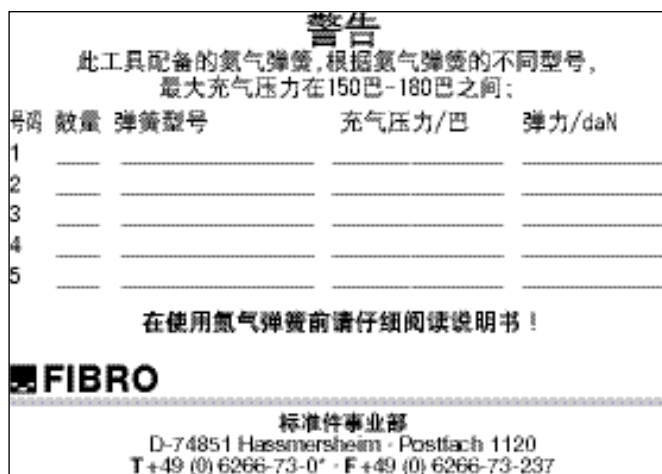 警告
此工具配备的氮气弹簧,根据氮气弹簧的不同型号,
最大充气压力在150巴-180巴之间:
号码 数量 弹簧型号 充气压力/巴 弹力/daN
1
2
3
4
5
在使用氮气弹簧前请仔细阅读说明书!
FIBRO
标准件事业部
D-74851 Hassmersheim · Postfach 1120
T +49 (0) 6266-73-0* · F +49 (0) 6266-73-237